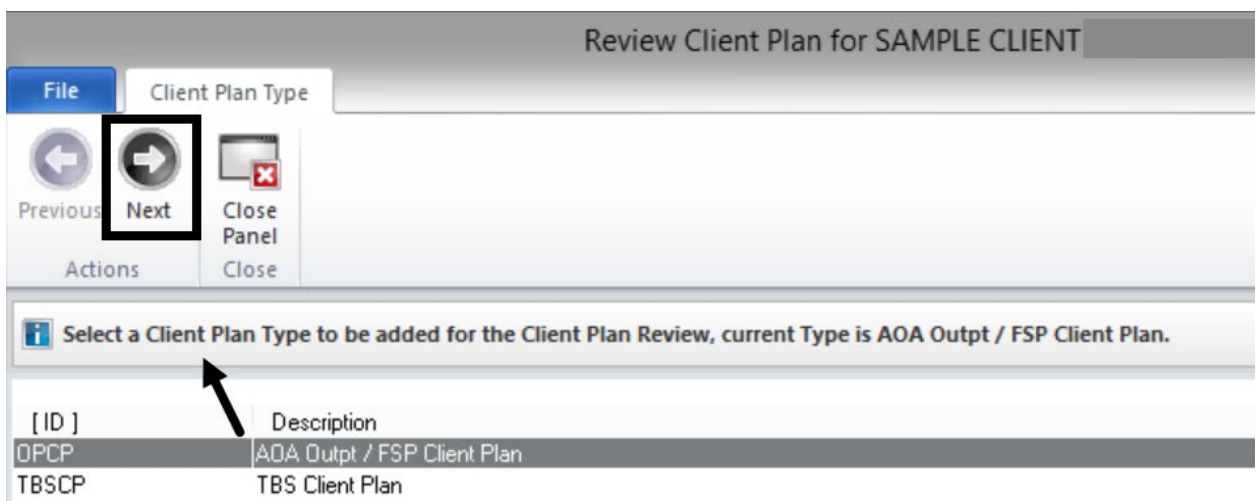 Review Client Plan for SAMPLE CLIENT
File Client Plan Type
Previous Next Close Panel
Actions Close
Select a Client Plan Type to be added for the Client Plan Review, current Type is AOA Outpt / FSP Client Plan.
[ ID ] Description
OPCP AOA Outpt / FSP Client Plan
TBSCP TBS Client Plan